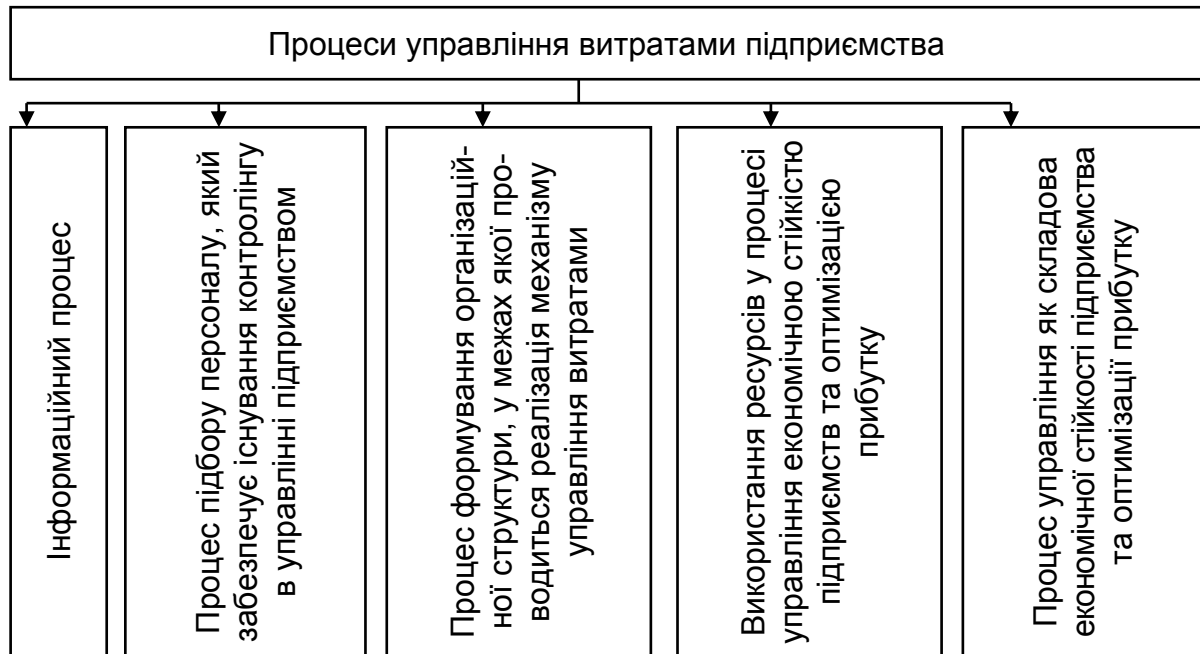 Процеси управління витратами підприємства
Інформаційний процес
Процес підбору персоналу, який
забезпечує існування контролінгу
в управлінні підприємством
Процес формування організацій-
ної структури, у межах якої про-
водиться реалізація механізму
управління витратами
Використання ресурсів у процесі
управління економічною стійкістю
підприємств та оптимізацією
прибутку
Процес управління як складова
економічної стійкості підприємства
та оптимізації прибутку